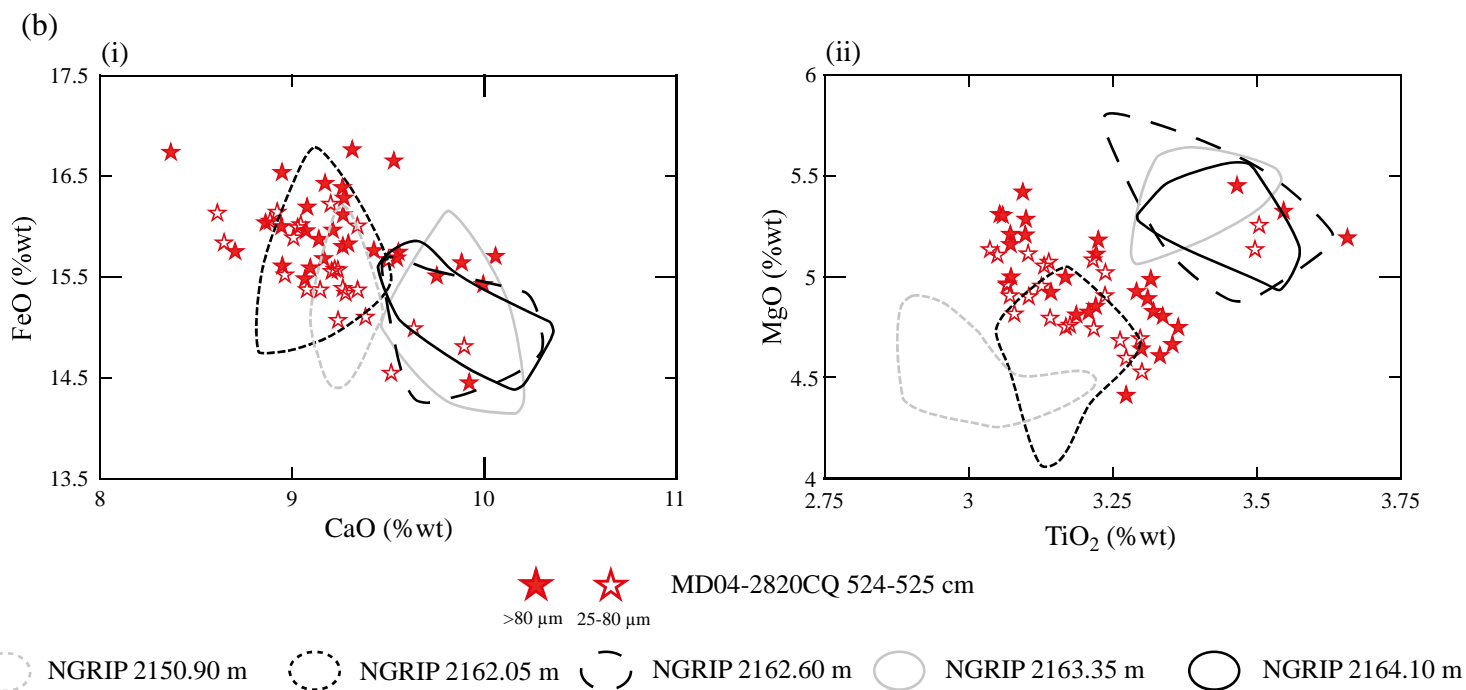 (b)
(i)
(ii)
17.5
16.5
15.5
14.5
13.5
FeO (%wt)
8
9
10
11
CaO (%wt)
6
5.5
5
4.5
4
MgO (%wt)
2.75
3
3.25
3.5
3.75
TiO₂ (%wt)
MD04-2820CQ 524-525 cm
>80 µm
25-80 µm
NGRIP 2150.90 m
NGRIP 2162.05 m
NGRIP 2162.60 m
NGRIP 2163.35 m
NGRIP 2164.10 m